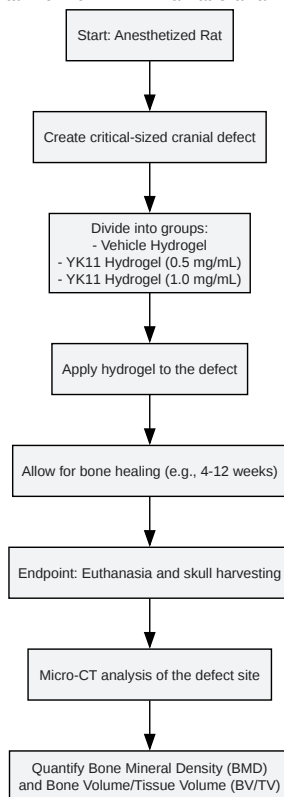 Start: Anesthetized Rat
Create critical-sized cranial defect
Divide into groups:
- Vehicle Hydrogel
- YK11 Hydrogel (0.5 mg/mL)
- YK11 Hydrogel (1.0 mg/mL)
Apply hydrogel to the defect
Allow for bone healing (e.g., 4-12 weeks)
Endpoint: Euthanasia and skull harvesting
Micro-CT analysis of the defect site
Quantify Bone Mineral Density (BMD)
and Bone Volume/Tissue Volume (BV/TV)